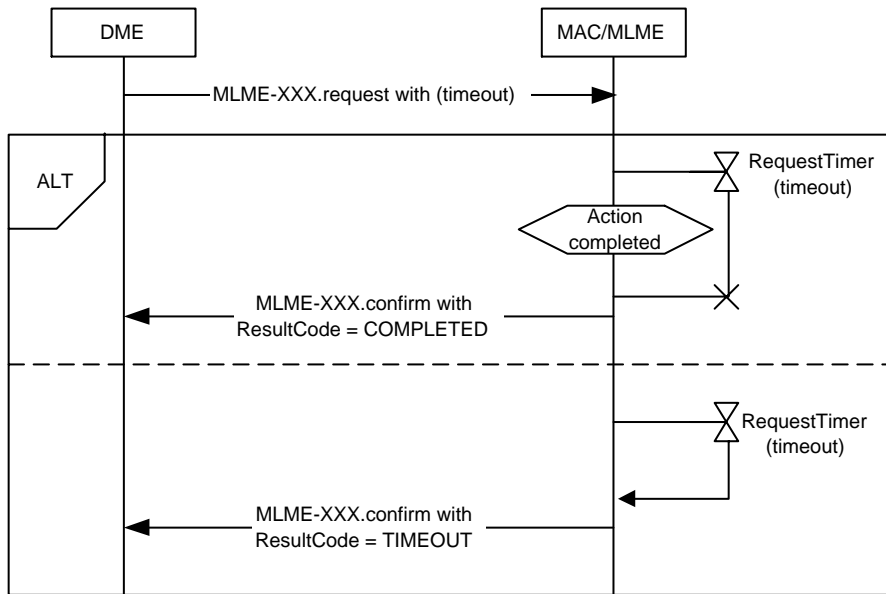 DME
MAC/MLME
MLME-XXX.request with (timeout)
ALT
RequestTimer
(timeout)
Action
completed
MLME-XXX.confirm with
ResultCode = COMPLETED
RequestTimer
(timeout)
MLME-XXX.confirm with
ResultCode = TIMEOUT